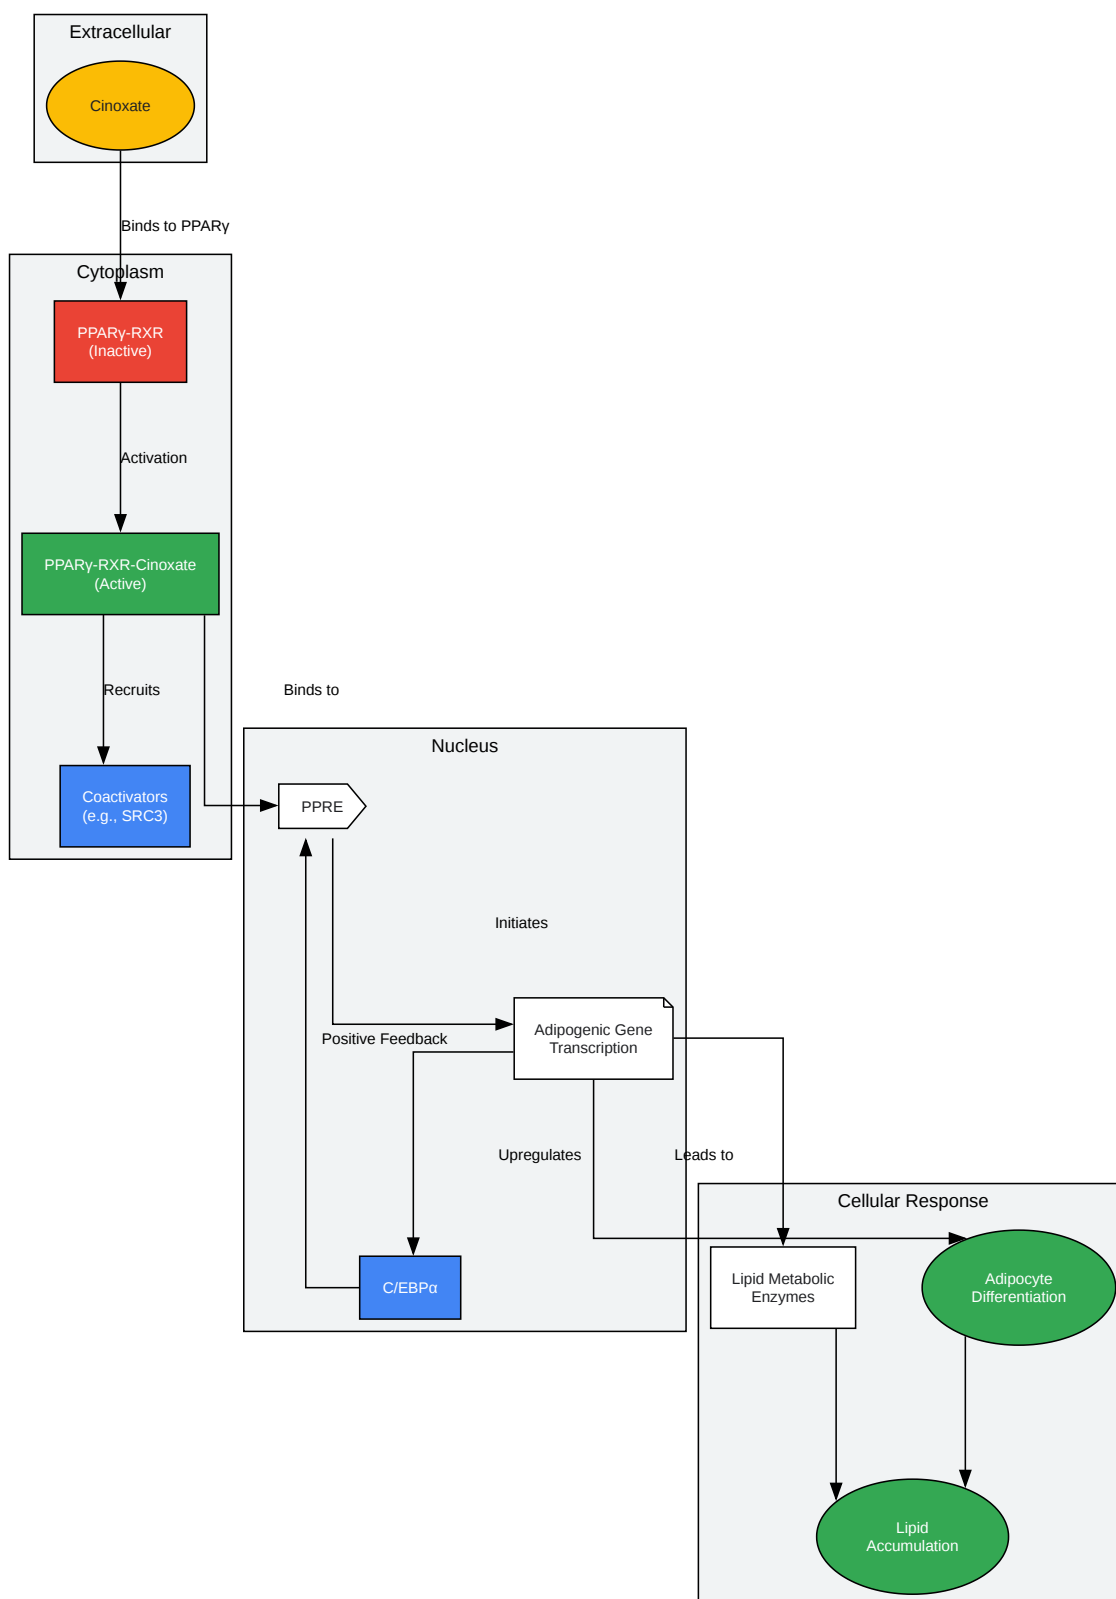 Extracellular
Cinoxate
Binds to PPARγ
Cytoplasm
PPARγ-RXR
(Inactive)
Activation
PPARγ-RXR-Cinoxate
(Active)
Recruits
Binds to
Nucleus
Coactivators
(e.g., SRC3)
PPRE
Initiates
Adipogenic Gene
Transcription
Positive Feedback
Upregulates
Leads to
Cellular Response
C/EBPα
Lipid Metabolic
Enzymes
Adipocyte
Differentiation
Lipid
Accumulation